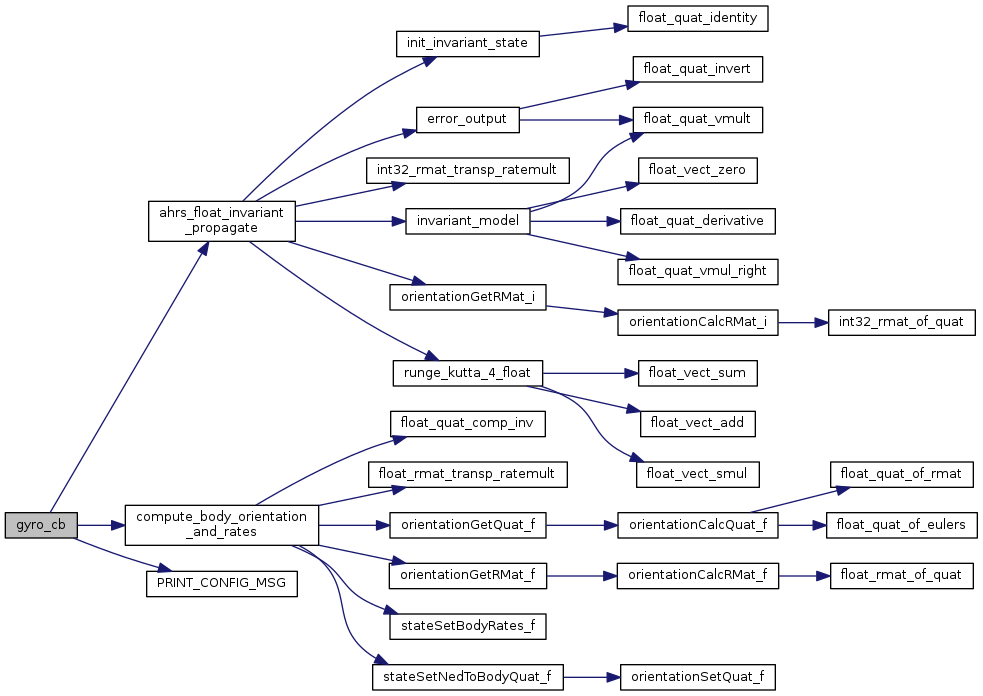 float_quat_identity
init_invariant_state
float_quat_invert
error_output
float_quat_vmult
int32_rmat_transp_ratemult
float_vect_zero
ahrs_float_invariant
_propagate
invariant_model
float_quat_derivative
float_quat_vmul_right
orientationGetRMat_i
orientationCalcRMat_i
int32_rmat_of_quat
runge_kutta_4_float
float_vect_sum
float_vect_add
float_quat_comp_inv
float_rmat_transp_ratemult
float_vect_smul
float_quat_of_rmat
gyro_cb
compute_body_orientation
_and_rates
orientationGetQuat_f
orientationCalcQuat_f
float_quat_of_eulers
PRINT_CONFIG_MSG
orientationGetRMat_f
orientationCalcRMat_f
float_rmat_of_quat
stateSetBodyRates_f
stateSetNedToBodyQuat_f
orientationSetQuat_f